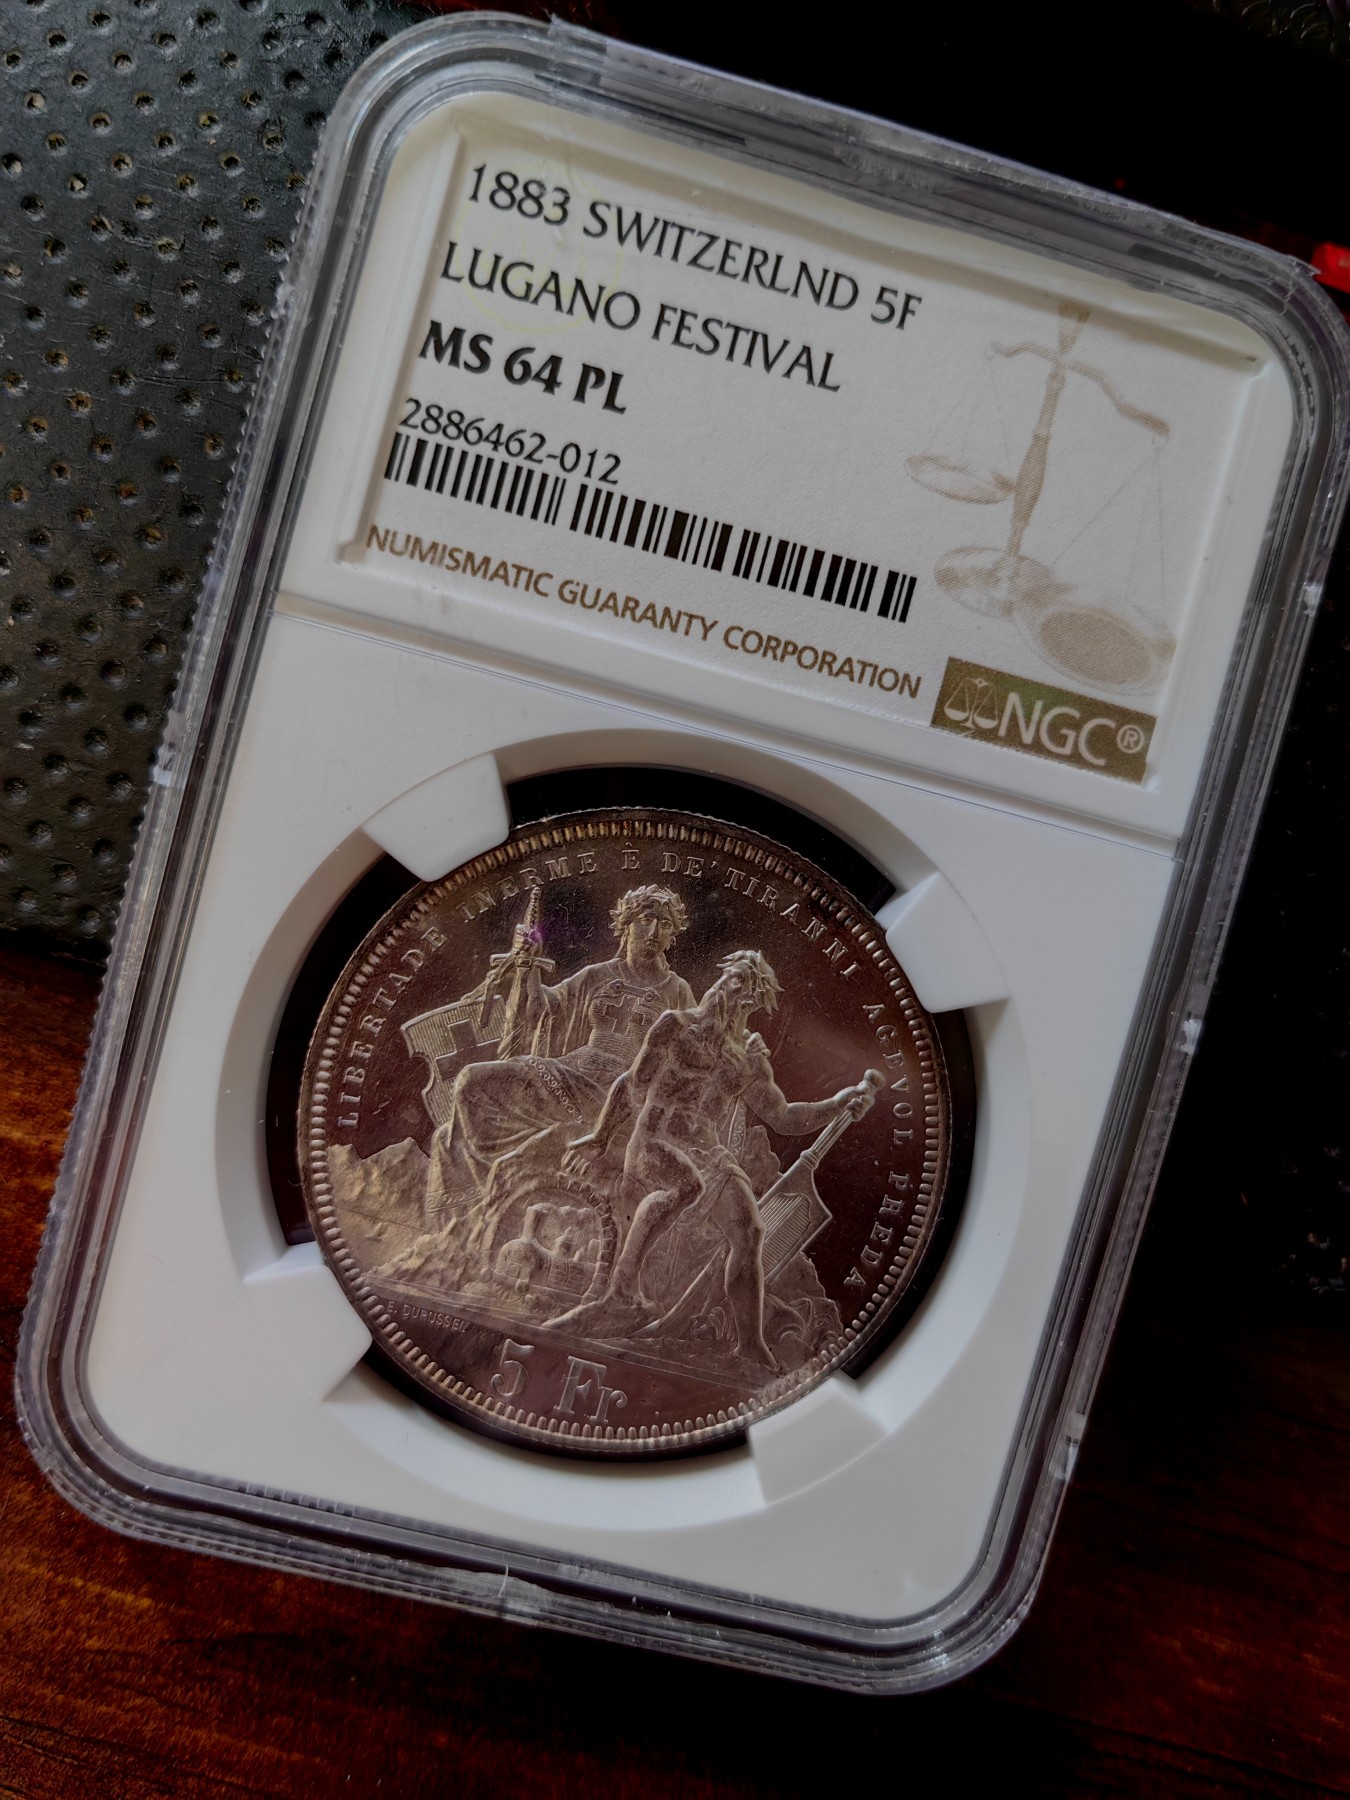 1883 SWITZERLND 5F
LUGANO FESTIVAL
MS 64 PL
2886462-012
NUMISMATIC GUARANTY CORPORATION
NGC®
LIBERTADE INERME È DE' TIRANNI AGEVOL PREDA
E. DURUSSEL
5 Fr